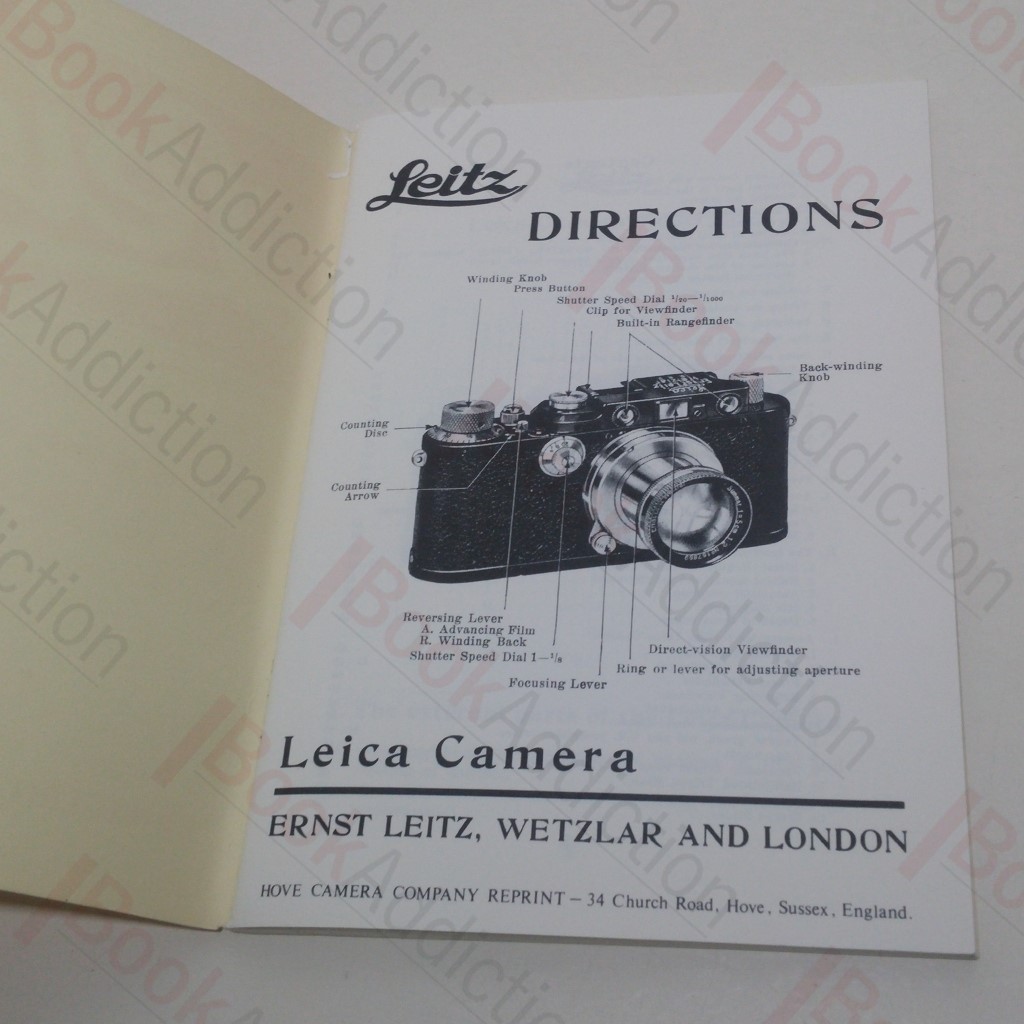 Leitz
DIRECTIONS
Winding Knob
Press Button
Shutter Speed Dial 1/20—1/1000
Clip for Viewfinder
Built-in Rangefinder
Back-winding
Knob
Counting
Disc
Counting
Arrow
Reversing Lever
A. Advancing Film
R. Winding Back
Shutter Speed Dial 1—1/8
Focusing Lever
Direct-vision Viewfinder
Ring or lever for adjusting aperture
Leica Camera
ERNST LEITZ, WETZLAR AND LONDON
HOVE CAMERA COMPANY REPRINT – 34 Church Road, Hove, Sussex, England.
BookAddiction